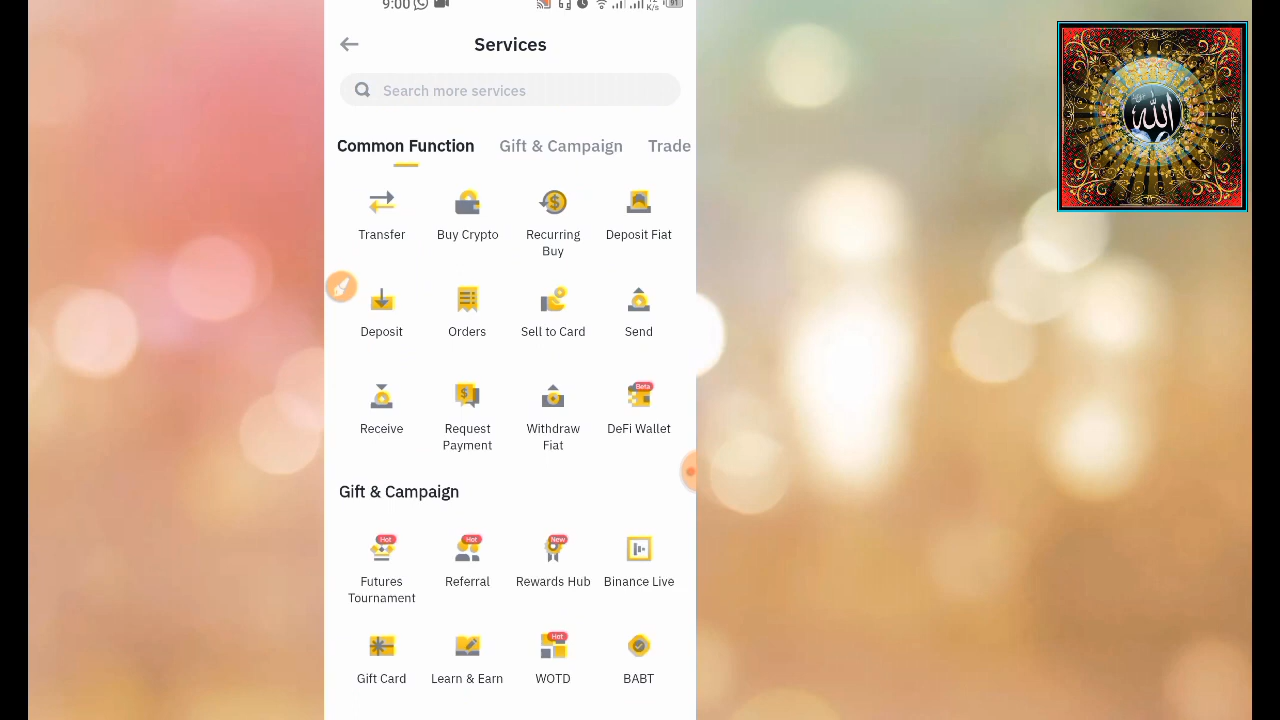 9:00
K/s
91
Services
Search more services
Common Function
Gift & Campaign
Trade
Transfer
Buy Crypto
Recurring
Buy
Deposit Fiat
Deposit
Orders
Sell to Card
Send
Receive
Request
Payment
Withdraw
Fiat
Beta
DeFi Wallet
Gift & Campaign
Hot
Futures
Tournament
Hot
Referral
New
Rewards Hub
Binance Live
Gift Card
Learn & Earn
Hot
WOTD
BABT
الله